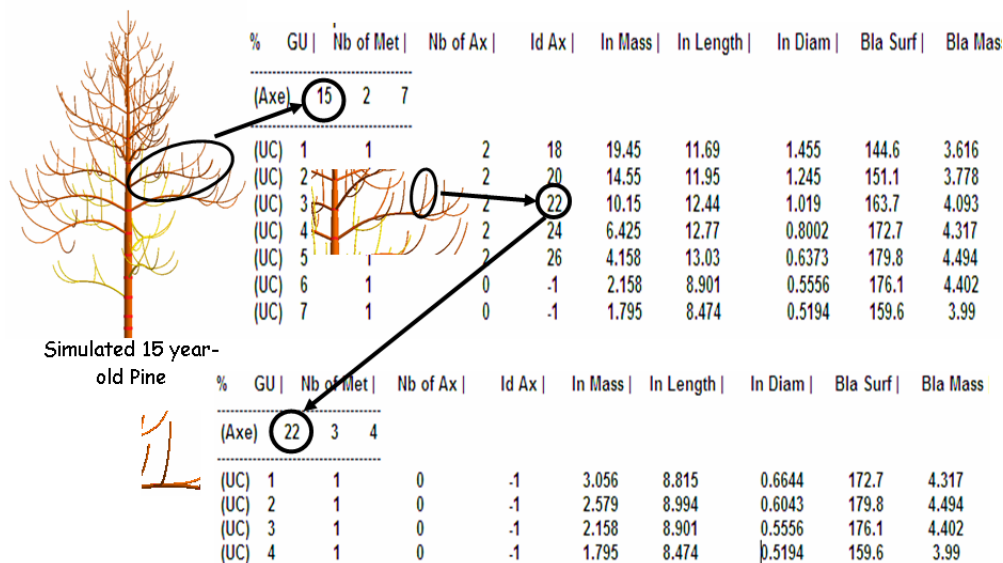 % GU | Nb of Met | Nb of Ax | Id Ax | In Mass | In Length | In Diam | Bla Surf | Bla Mass
--------------------------------
(Axe) 15 2 7
--------------------------------
(UC) 1 1 2 18 19.45 11.69 1.455 144.6 3.616
(UC) 2 2 20 14.55 11.95 1.245 151.1 3.778
(UC) 3 2 22 10.15 12.44 1.019 163.7 4.093
(UC) 4 2 24 6.425 12.77 0.8002 172.7 4.317
(UC) 5 2 26 4.158 13.03 0.6373 179.8 4.494
(UC) 6 1 0 -1 2.158 8.901 0.5556 176.1 4.402
(UC) 7 1 0 -1 1.795 8.474 0.5194 159.6 3.99
Simulated 15 year-
old Pine
% GU | Nb of Met | Nb of Ax | Id Ax | In Mass | In Length | In Diam | Bla Surf | Bla Mass
--------------------------------
(Axe) 22 3 4
--------------------------------
(UC) 1 1 0 -1 3.056 8.815 0.6644 172.7 4.317
(UC) 2 1 0 -1 2.579 8.994 0.6043 179.8 4.494
(UC) 3 1 0 -1 2.158 8.901 0.5556 176.1 4.402
(UC) 4 1 0 -1 1.795 8.474 0.5194 159.6 3.99